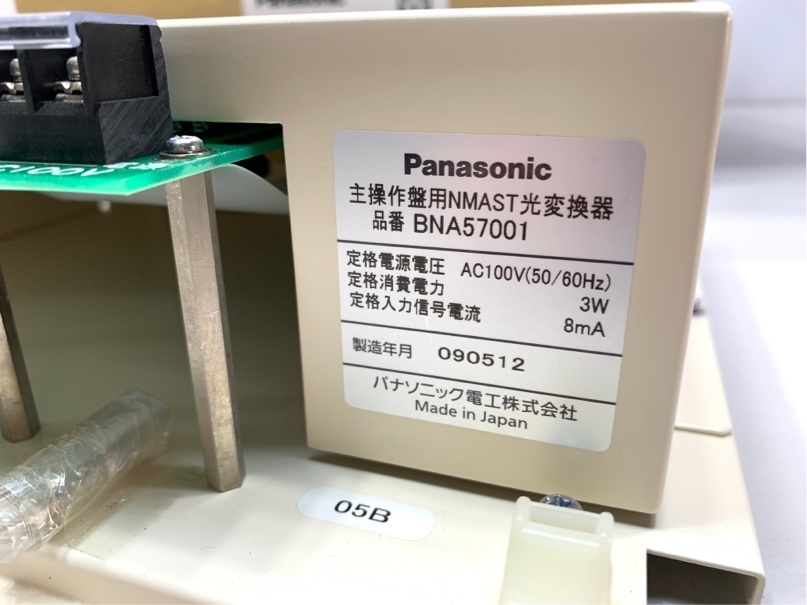 Panasonic
主操作盤用NMAST光変換器
品番 BNA57001
定格電源電圧 AC100V(50/60Hz)
定格消費電力 3W
定格入力信号電流 8mA
製造年月 090512
パナソニック電工株式会社
Made in Japan
05B
AC100V